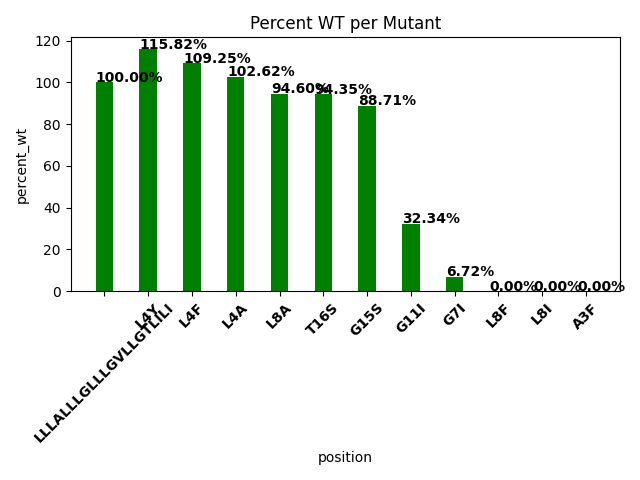 Percent WT per Mutant
percent_wt
120
100
80
60
40
20
0
100.00%
115.82%
109.25%
102.62%
94.60%
94.35%
88.71%
32.34%
6.72%
0.00%
0.00%
0.00%
LLLALLLGLLLGVLLGTLILI
L4Y
L4F
L4A
L8A
T16S
G15S
G11I
G7I
L8F
L8I
A3F
position